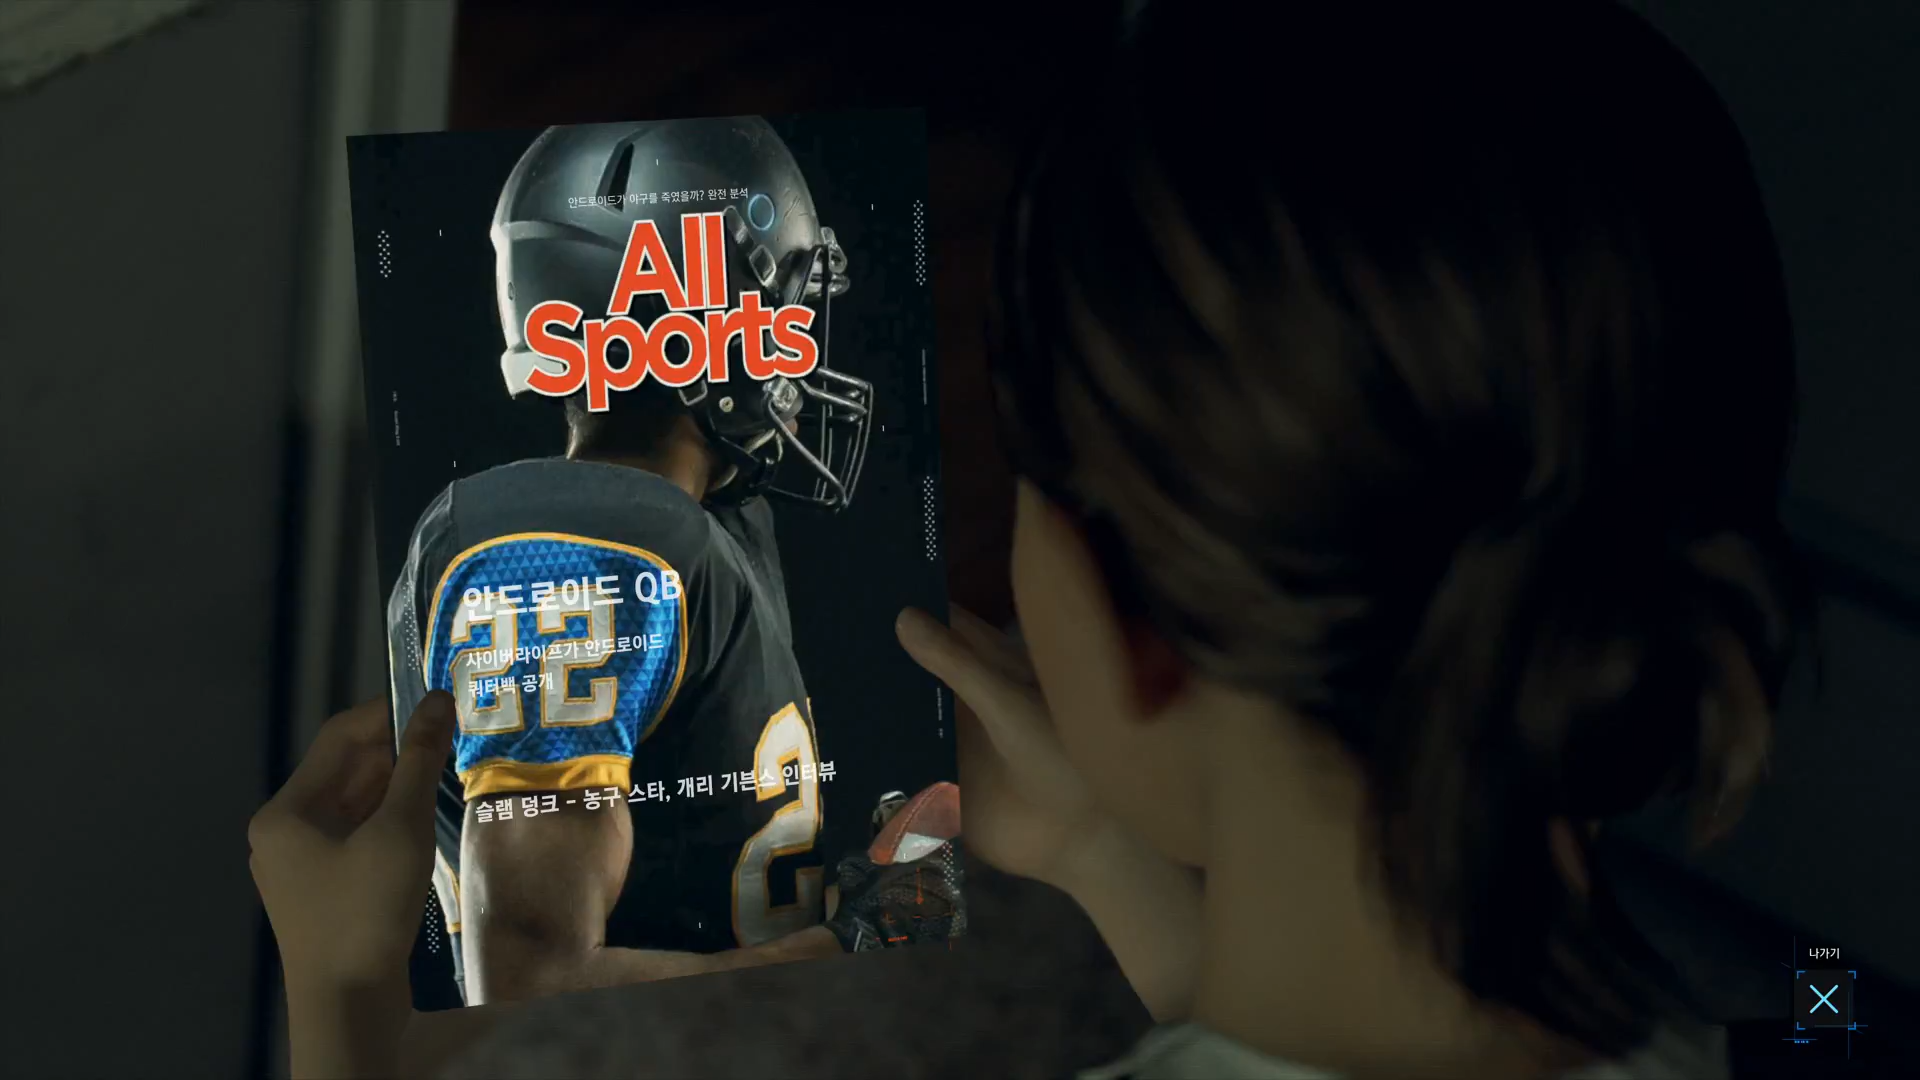 안드로이드가 야구를 죽였을까? 완전 분석
All
Sports
안드로이드 QB
22
사이버라이프가 안드로이드
쿼터백 공개
2
슬램 덩크 - 농구 스타, 개리 기븐스 인터뷰
나가기